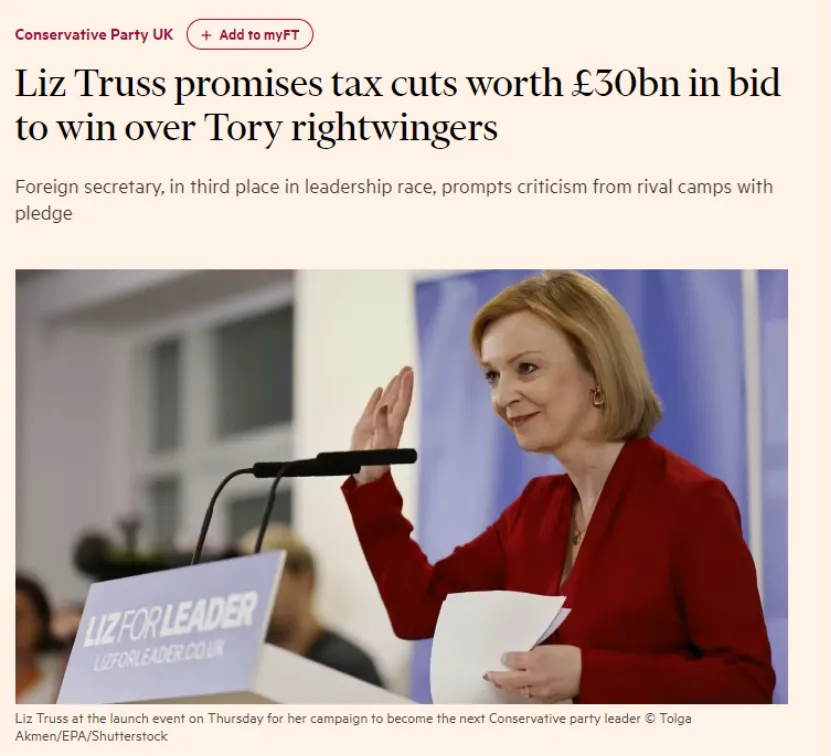 Conservative Party UK + Add to myFT
Liz Truss promises tax cuts worth £30bn in bid
to win over Tory rightwingers
Foreign secretary, in third place in leadership race, prompts criticism from rival camps with
pledge
LIZFORLEADER
LIZFORLEADER.CO.UK
Liz Truss at the launch event on Thursday for her campaign to become the next Conservative party leader © Tolga
Akmen/EPA/Shutterstock